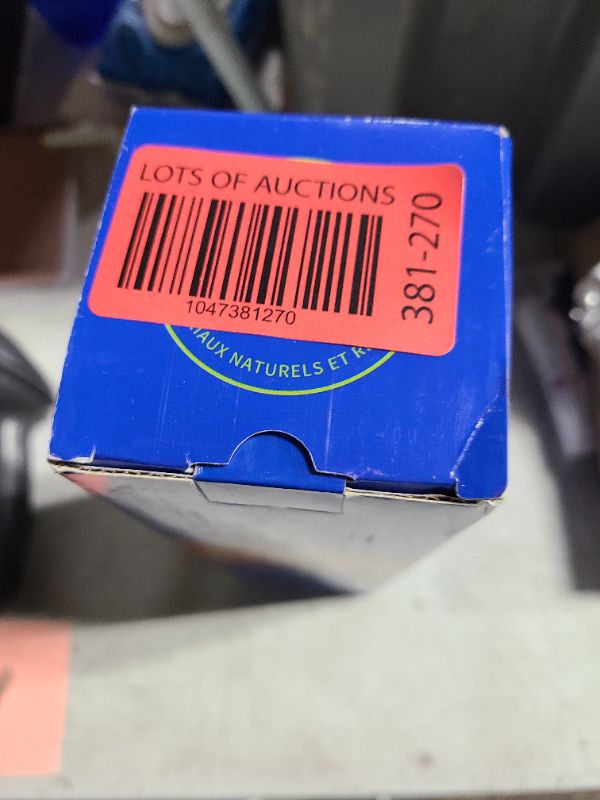 LOTS OF AUCTIONS
1047381270
381-270
NATURELS ET